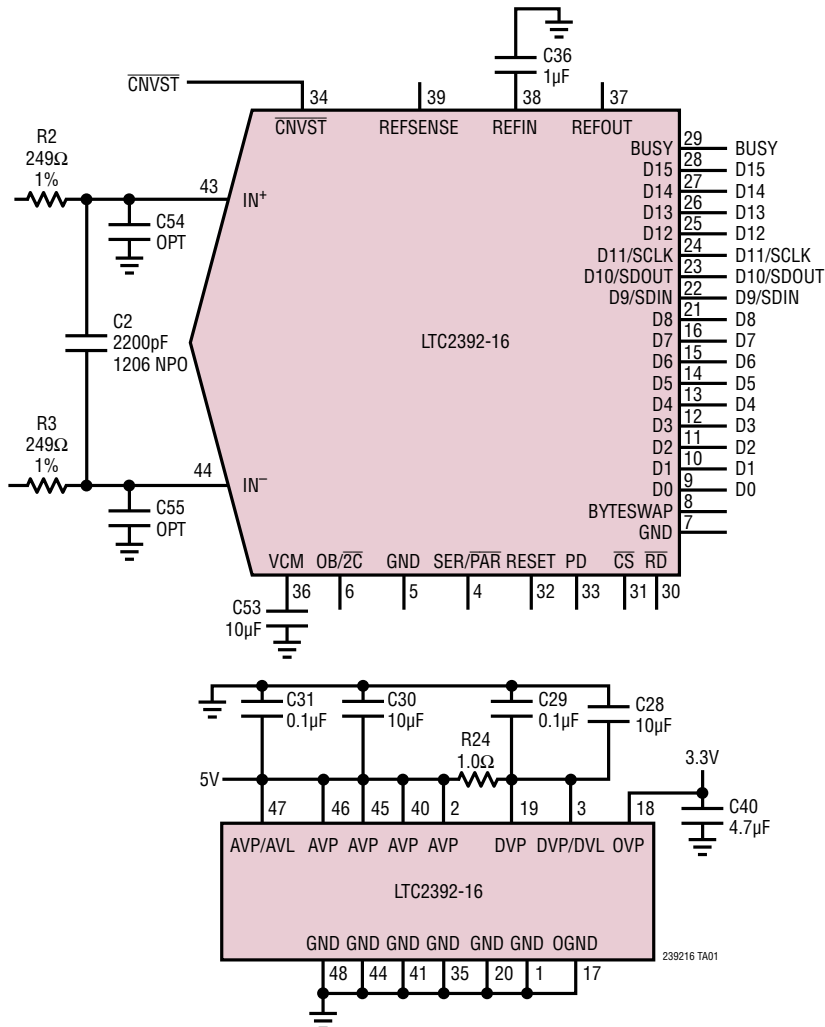 C36
1µF
CNVST
34
39
38
37
CNVST
REFSENSE
REFIN
REFOUT
R2
249Ω
1%
43
IN+
C54
OPT
C2
2200pF
1206 NPO
R3
249Ω
1%
44
IN−
C55
OPT
LTC2392-16
BUSY 29 BUSY
D15 28 D15
D14 27 D14
D13 26 D13
D12 25 D12
D11/SCLK 24 D11/SCLK
D10/SDOUT 23 D10/SDOUT
D9/SDIN 22 D9/SDIN
D8 21 D8
D7 16 D7
D6 15 D6
D5 14 D5
D4 13 D4
D3 12 D3
D2 11 D2
D1 10 D1
D0 9 D0
BYTESWAP 8
GND 7
VCM OB/2C GND SER/PAR RESET PD CS RD
36 6 5 4 32 33 31 30
C53
10µF
C31
0.1µF
C30
10µF
C29
0.1µF
C28
10µF
R24
1.0Ω
5V
3.3V
C40
4.7µF
47 46 45 40 2 19 3 18
AVP/AVL AVP AVP AVP AVP DVP DVP/DVL OVP
LTC2392-16
GND GND GND GND GND GND OGND
48 44 41 35 20 1 17
239216 TA01